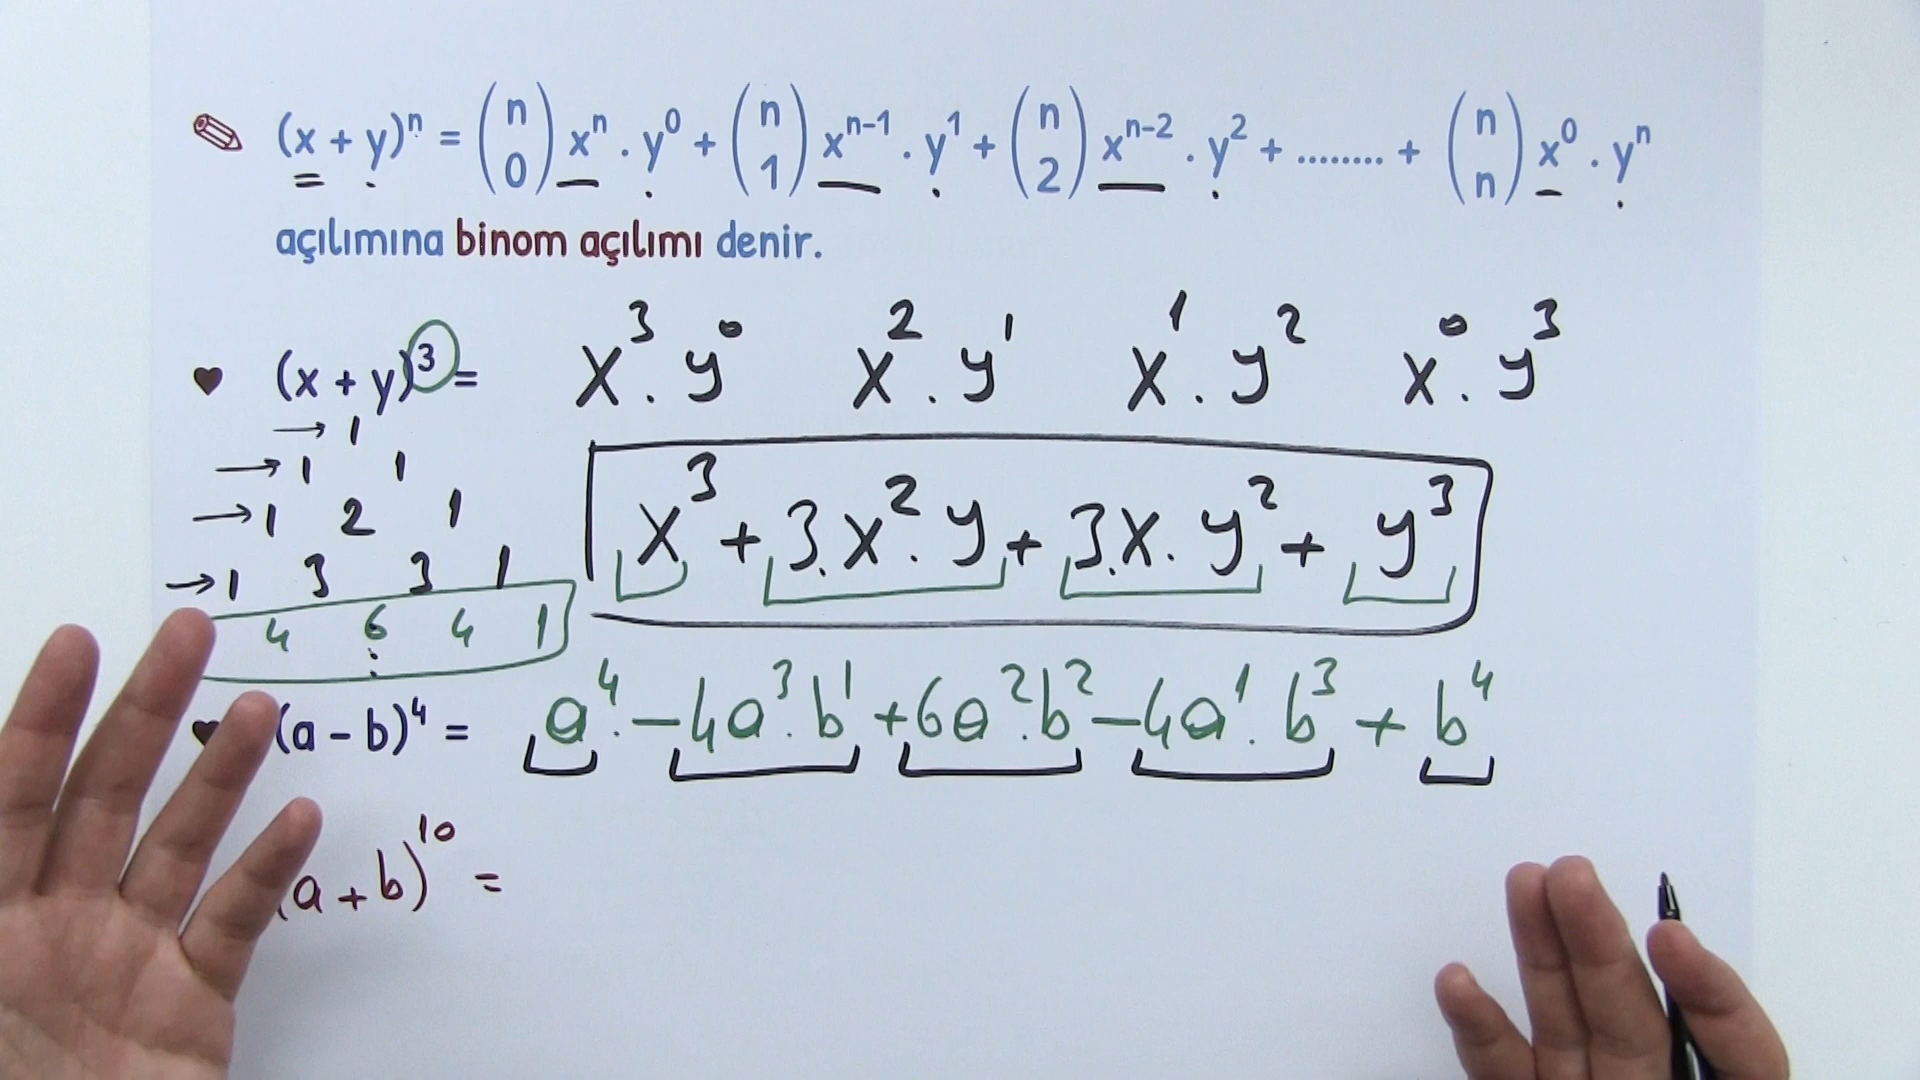 (x + y)ⁿ = (n 0) xⁿ . y⁰ + (n 1) xⁿ⁻¹ . y¹ + (n 2) xⁿ⁻² . y² + ........ + (n n) x⁰ . yⁿ
açılımına binom açılımı denir.
(x + y)³ = x³ . y⁰ x² . y¹ x¹ . y² x⁰ . y³
→ 1
→ 1 1
→ 1 2 1
→ 1 3 3 1
x³ + 3.x².y + 3.x.y² + y³
4 6 4 1
(a - b)⁴ = a⁴. - 4a³.b¹ + 6a².b² - 4a¹.b³ + b⁴
(a + b)¹⁰ =